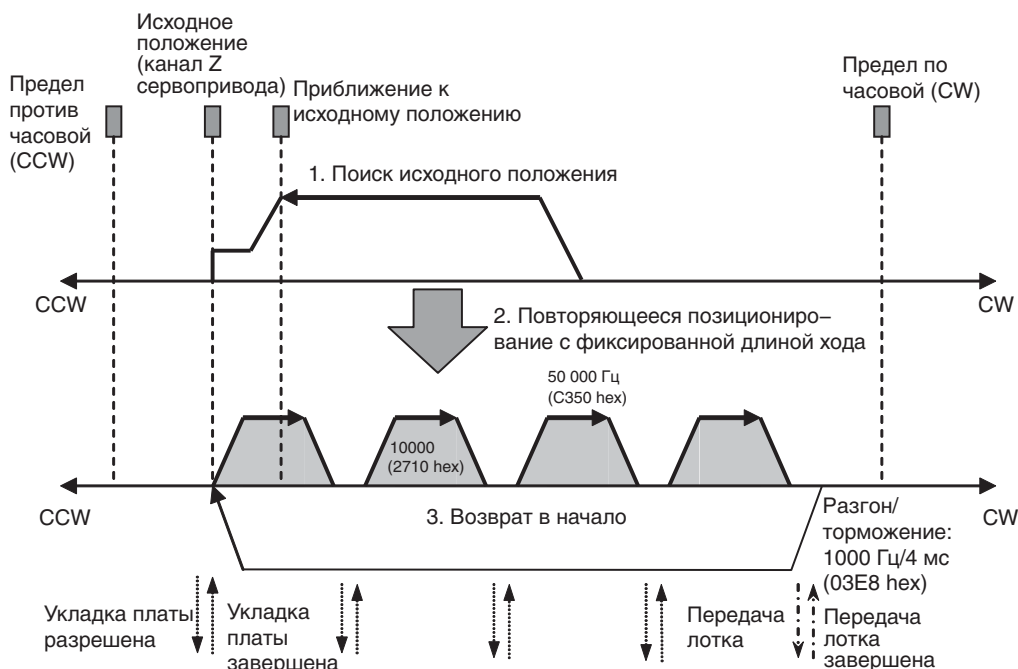 Исходное
положение
(канал Z
сервопривода)
Предел
против
часовой
(CCW)
Приближение к
исходному положению
Предел по
часовой (CW)
1. Поиск исходного положения
CCW
CW
2. Повторяющееся позициониро–
вание с фиксированной длиной хода
50 000 Гц
(C350 hex)
10000
(2710 hex)
CCW
3. Возврат в начало
CW
Разгон/
торможение:
1000 Гц/4 мс
(03E8 hex)
Укладка платы
разрешена
Укладка
платы
завершена
Передача
лотка
Передача
лотка
завершена